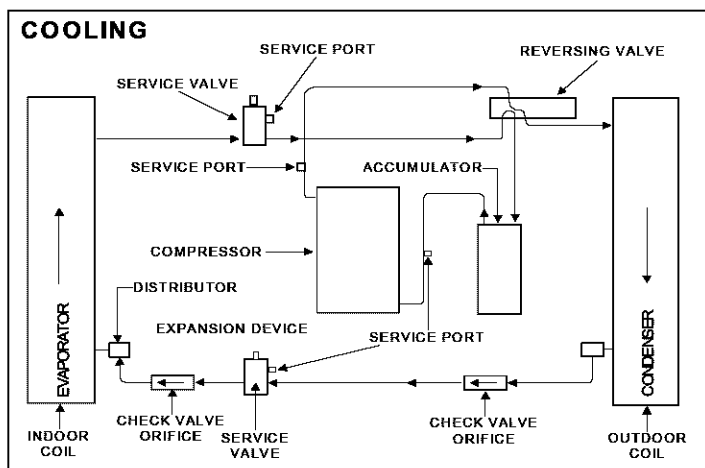 COOLING
SERVICE PORT
REVERSING VALVE
SERVICE VALVE
SERVICE PORT
ACCUMULATOR
COMPRESSOR
DISTRIBUTOR
EVAPORATOR
CONDENSER
EXPANSION DEVICE
SERVICE PORT
INDOOR
COIL
CHECK VALVE
ORIFICE
SERVICE
VALVE
CHECK VALVE
ORIFICE
OUTDOOR
COIL